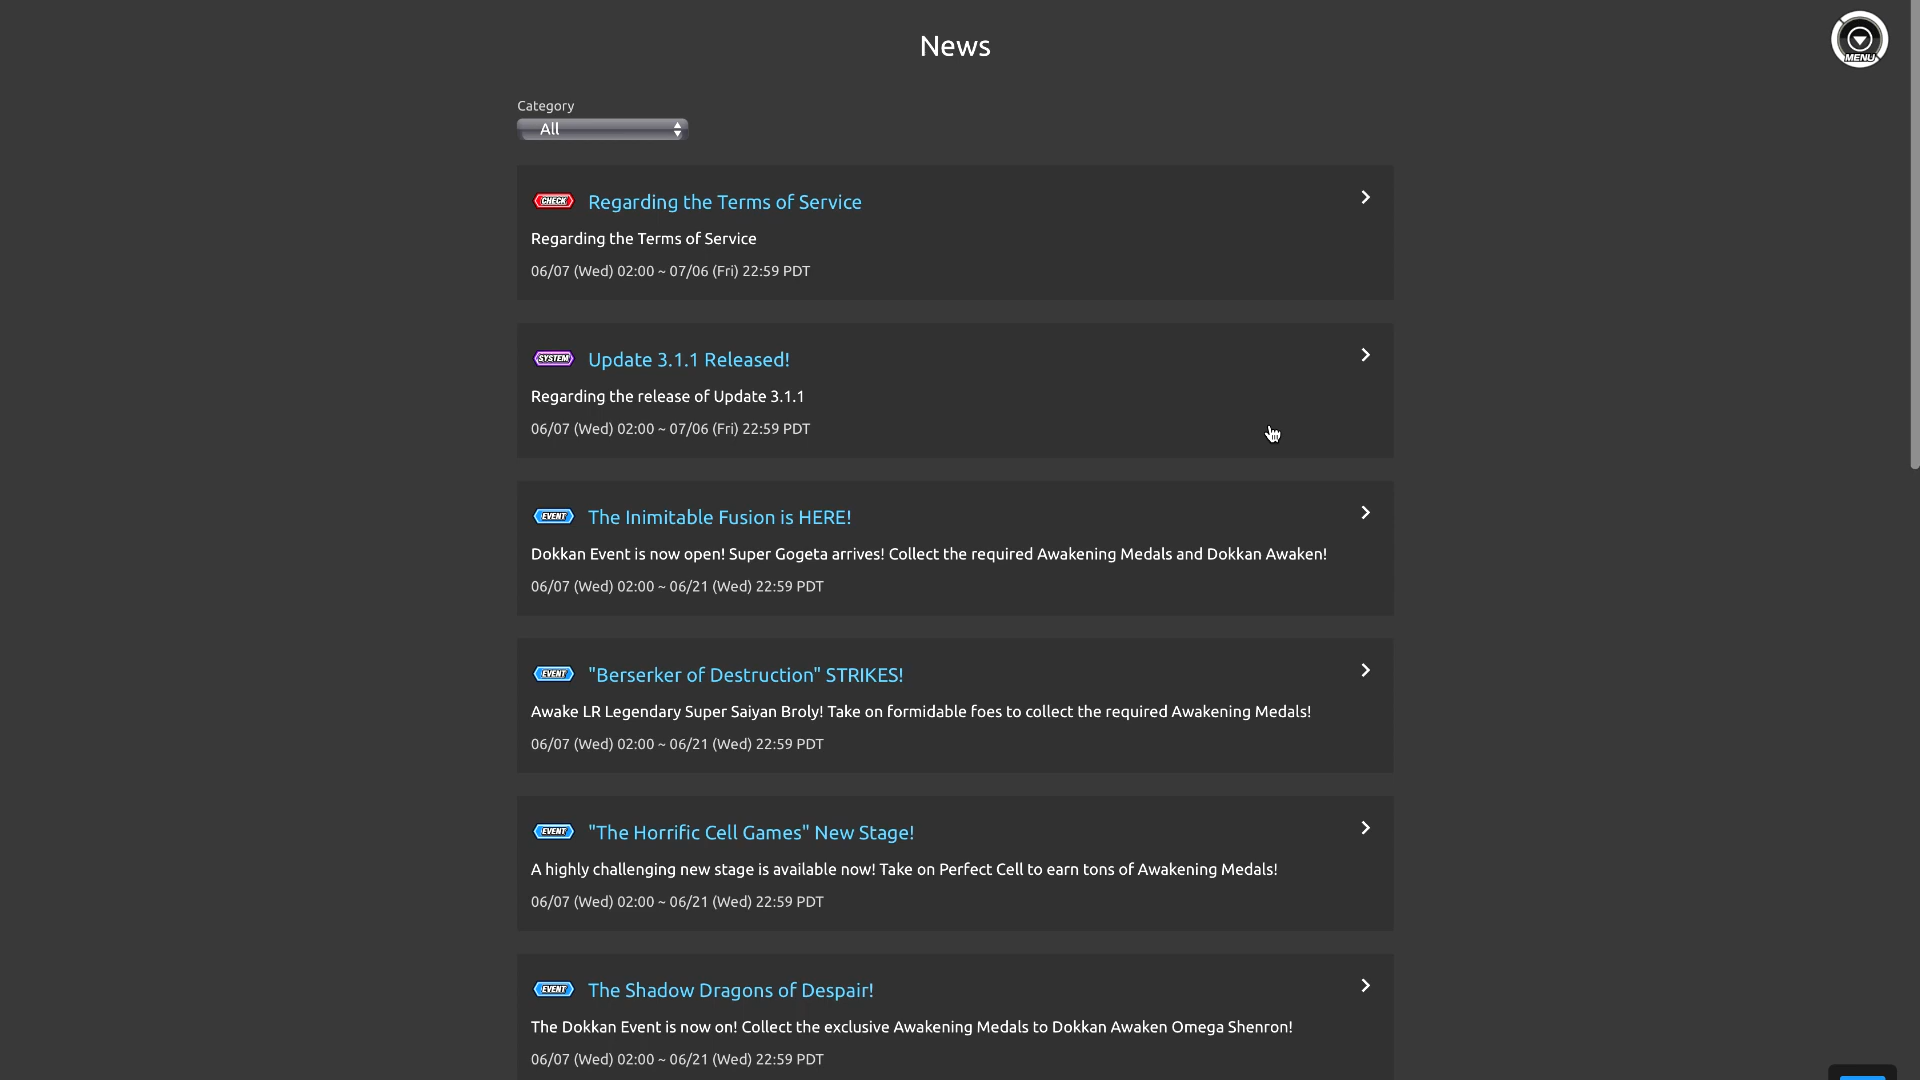 News
MENU
Category
All
CHECK Regarding the Terms of Service
Regarding the Terms of Service
06/07 (Wed) 02:00 ~ 07/06 (Fri) 22:59 PDT
SYSTEM Update 3.1.1 Released!
Regarding the release of Update 3.1.1
06/07 (Wed) 02:00 ~ 07/06 (Fri) 22:59 PDT
EVENT The Inimitable Fusion is HERE!
Dokkan Event is now open! Super Gogeta arrives! Collect the required Awakening Medals and Dokkan Awaken!
06/07 (Wed) 02:00 ~ 06/21 (Wed) 22:59 PDT
EVENT "Berserker of Destruction" STRIKES!
Awake LR Legendary Super Saiyan Broly! Take on formidable foes to collect the required Awakening Medals!
06/07 (Wed) 02:00 ~ 06/21 (Wed) 22:59 PDT
EVENT "The Horrific Cell Games" New Stage!
A highly challenging new stage is available now! Take on Perfect Cell to earn tons of Awakening Medals!
06/07 (Wed) 02:00 ~ 06/21 (Wed) 22:59 PDT
EVENT The Shadow Dragons of Despair!
The Dokkan Event is now on! Collect the exclusive Awakening Medals to Dokkan Awaken Omega Shenron!
06/07 (Wed) 02:00 ~ 06/21 (Wed) 22:59 PDT